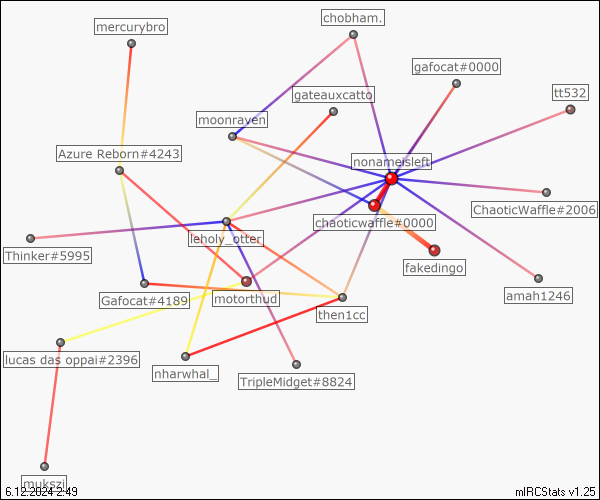 chobham.
mercurybro
gafocat#0000
tt532
gateauxcatto
moonraven
Azure Reborn#4243
nonameisleft
ChaoticWaffle#2006
chaoticwaffle#0000
leholy_otter
Thinker#5995
fakedingo
amah1246
Gafocat#4189
motorthud
then1cc
lucas das oppai#2396
nharwhal_
TripleMidget#8824
mukszi
6.12.2024 2:49
mIRCStats v1.25